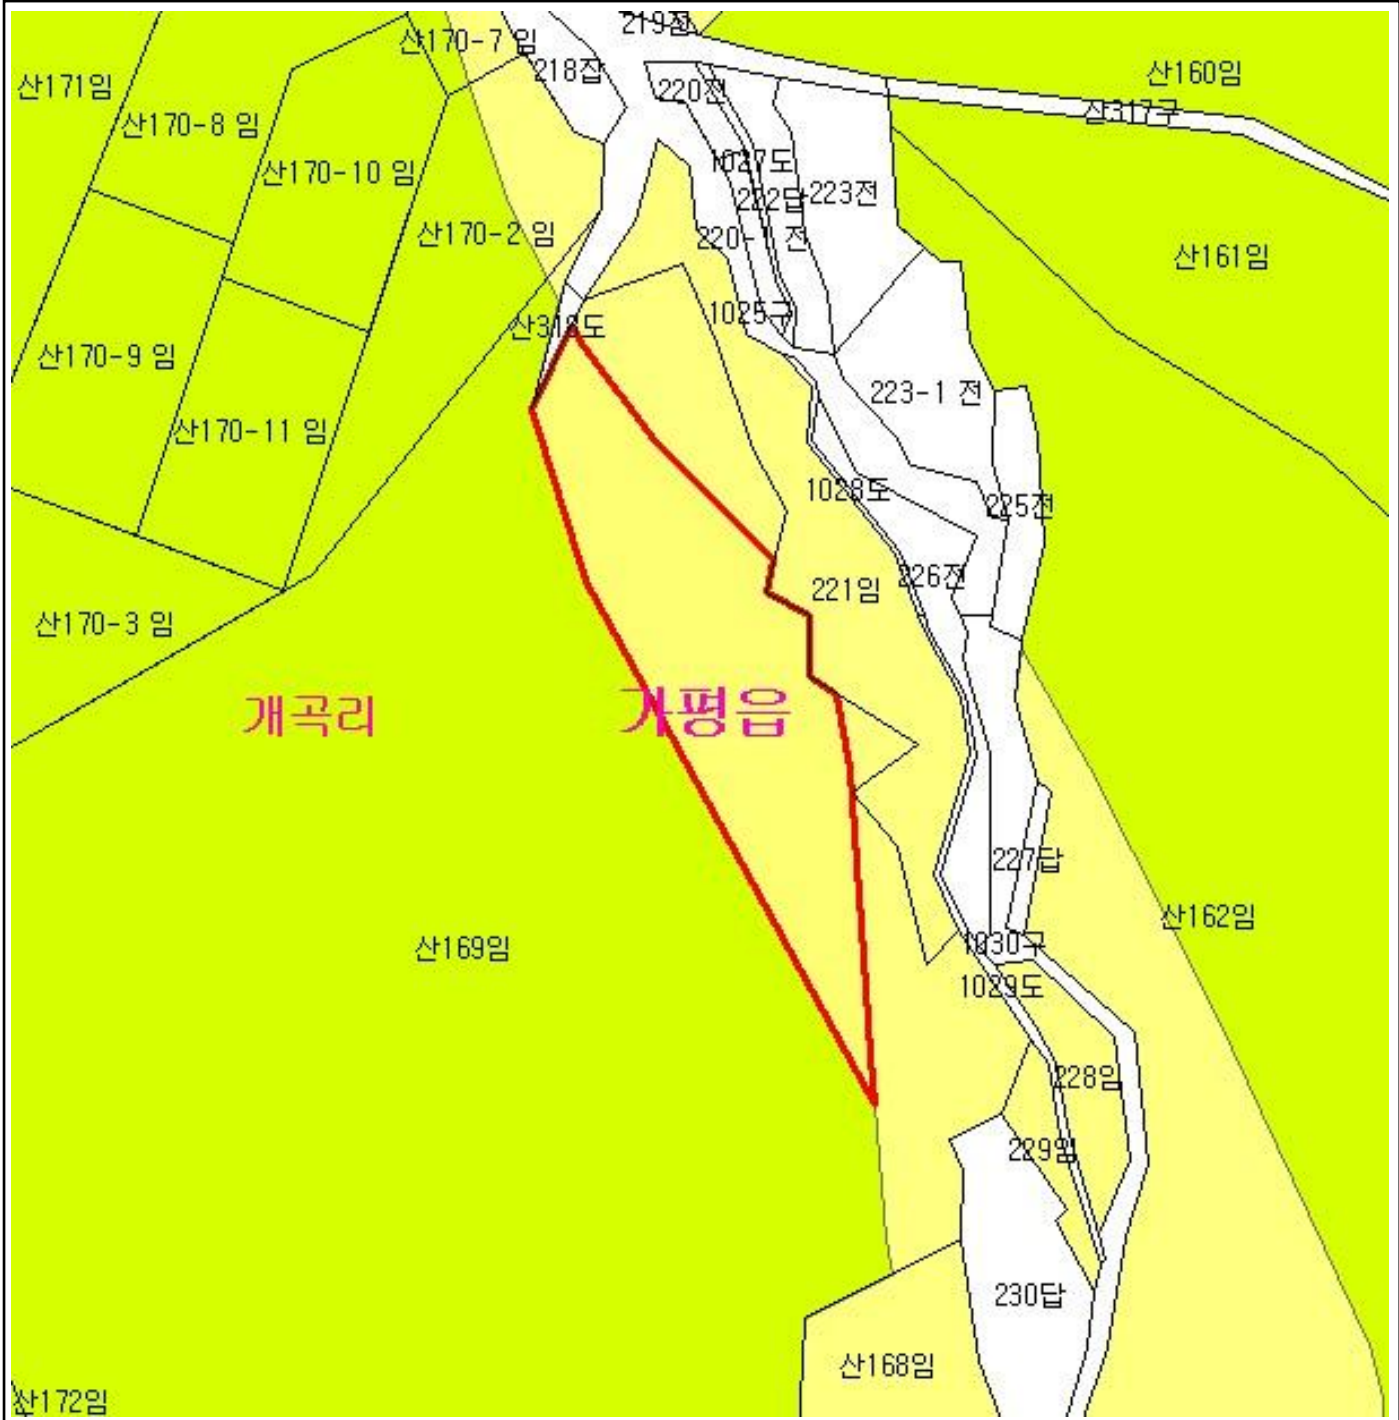 219전
산170-7 임
218잡
산160임
산171임
220전
산317구
산170-8 임
1027도
산170-10 임
222답
223전
산170-2 임
220- 전
산161임
1025구
도
산170-9 임
223-1 전
산170-11 임
1028도
225전
226전
221임
산170-3 임
개곡리
가평읍
227답
산162임
산169임
1030구
1029도
228임
229임
230답
산168임
산172임